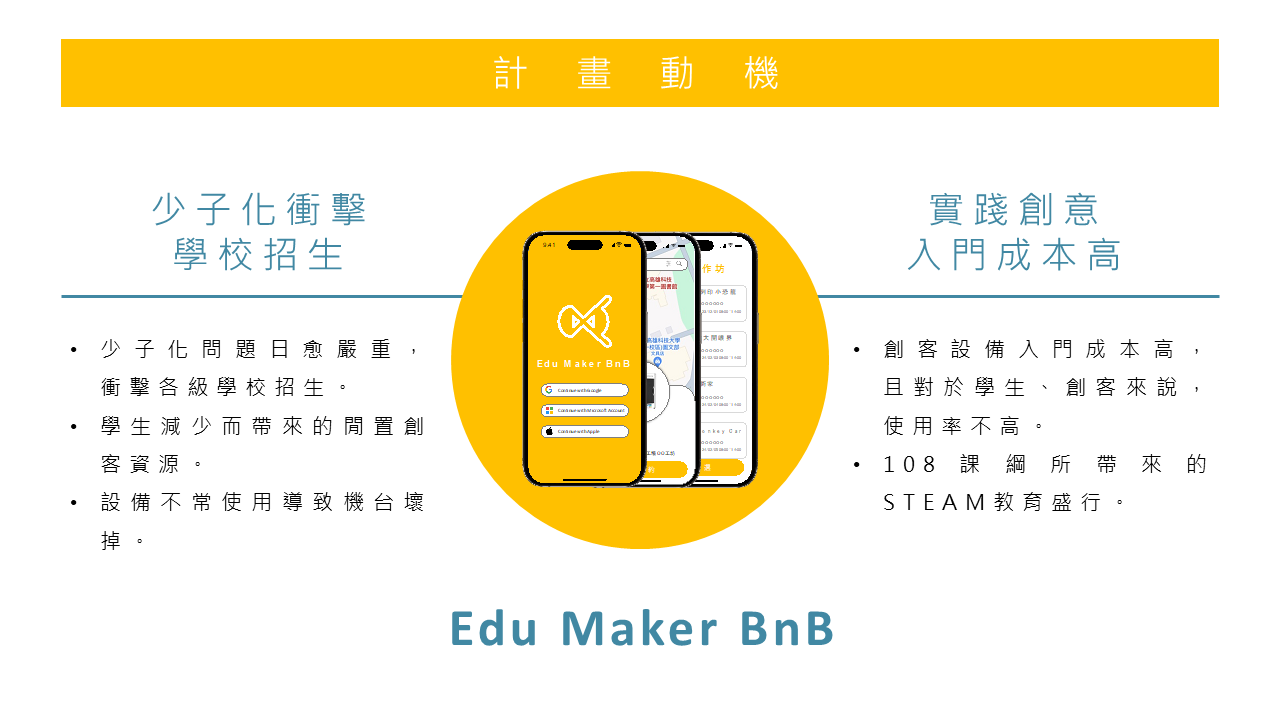 計畫動機
少子化衝擊
學校招生
實踐創意
入門成本高
少子化問題日愈嚴重，
衝擊各級學校招生。
學生減少而帶來的閒置創
客資源。
設備不常使用導致機台壞
掉。
9:41
Edu Maker BnB
Continue with Google
Continue with Microsoft Account
Continue with Apple
作坊
創客設備入門成本高，
且對於學生、創客來說，
使用率不高。
108課綱所帶來的
STEAM教育盛行。
Edu Maker BnB